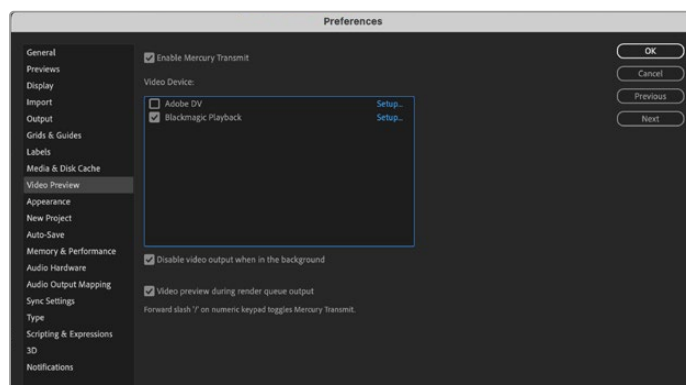 Preferences
General
Previews
Display
Import
Output
Grids & Guides
Labels
Media & Disk Cache
Video Preview
Appearance
New Project
Auto-Save
Memory & Performance
Audio Hardware
Audio Output Mapping
Sync Settings
Type
Scripting & Expressions
3D
Notifications
Enable Mercury Transmit
Video Device:
Adobe DV Setup...
Blackmagic Playback Setup...
Disable video output when in the background
Video preview during render queue output
Forward slash '/' on numeric keypad toggles Mercury Transmit.
OK
Cancel
Previous
Next